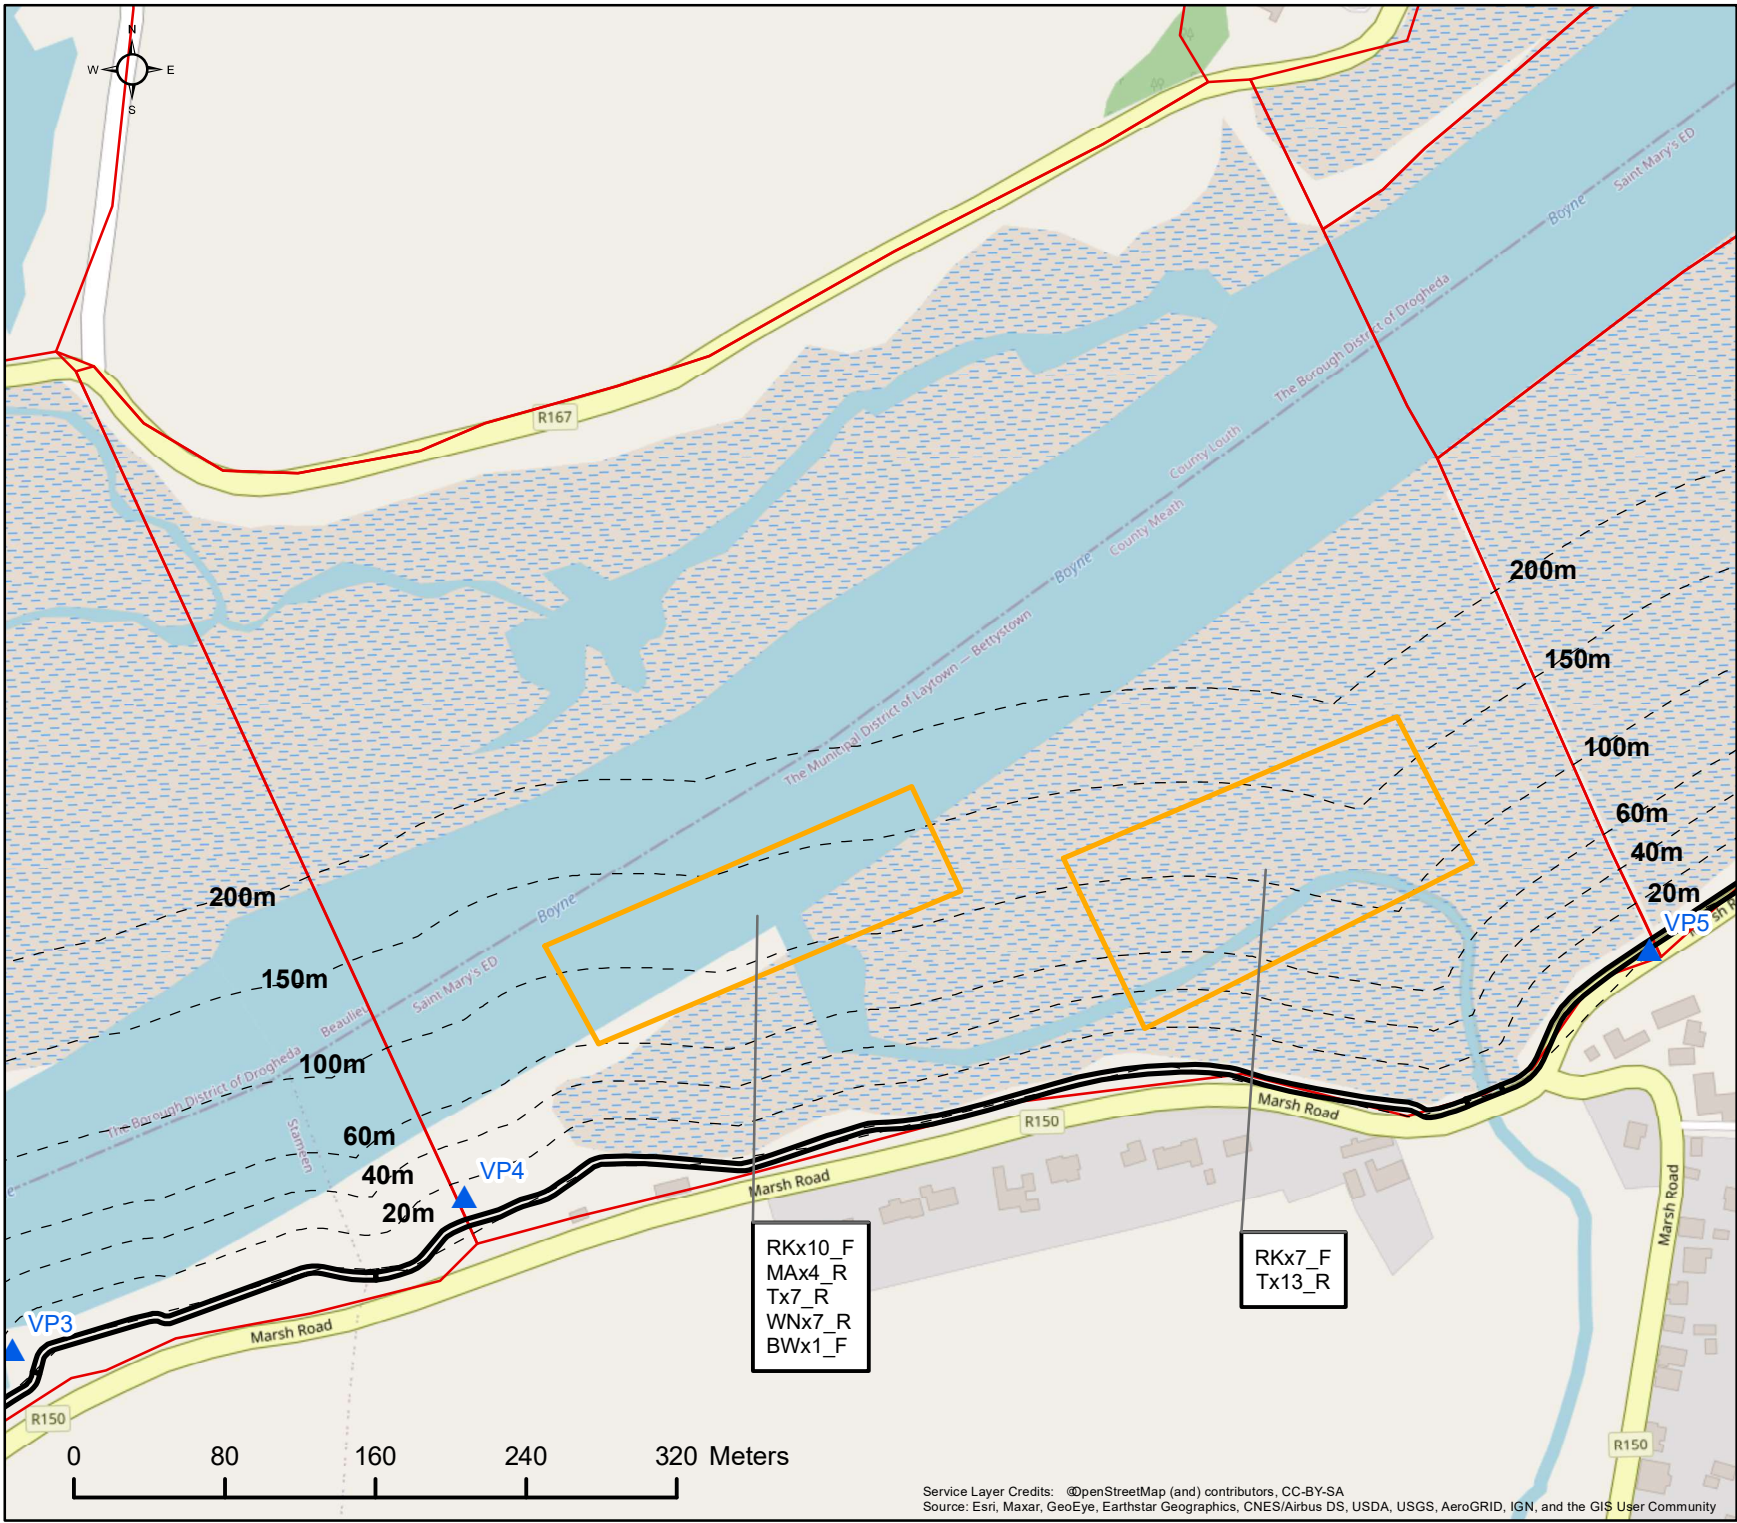 N
W E
S
Saint Mary's ED
Boyne
The Borough District of Drogheda
R167
County Louth
County Meath
Boyne
200m
The Municipal District of Laytown — Bettystown
150m
100m
60m
40m
20m
VP5
200m
Boyne
150m
Saint Mary's ED
Beaulieu
100m
The Borough District of Drogheda
60m
Stameen
40m
VP4
20m
R150
Marsh Road
Marsh Road
Marsh Road
RKx10_F
MAx4_R
Tx7_R
WNx7_R
BWx1_F
RKx7_F
Tx13_R
VP3
Marsh Road
R150
R150
0 80 160 240 320 Meters
Service Layer Credits: ©OpenStreetMap (and) contributors, CC-BY-SA
Source: Esri, Maxar, GeoEye, Earthstar Geographics, CNES/Airbus DS, USDA, USGS, AeroGRID, IGN, and the GIS User Community